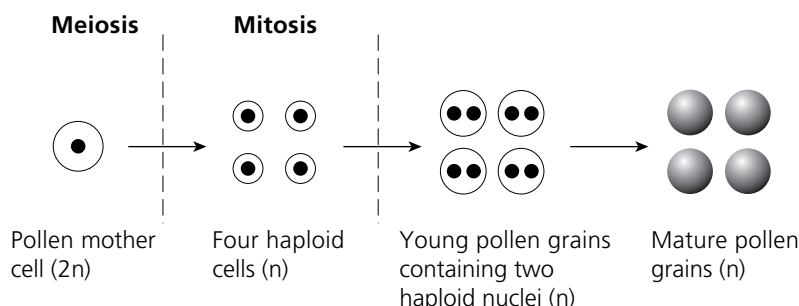 Meiosis
Mitosis
Pollen mother
cell (2n)
Four haploid
cells (n)
Young pollen grains
containing two
haploid nuclei (n)
Mature pollen
grains (n)